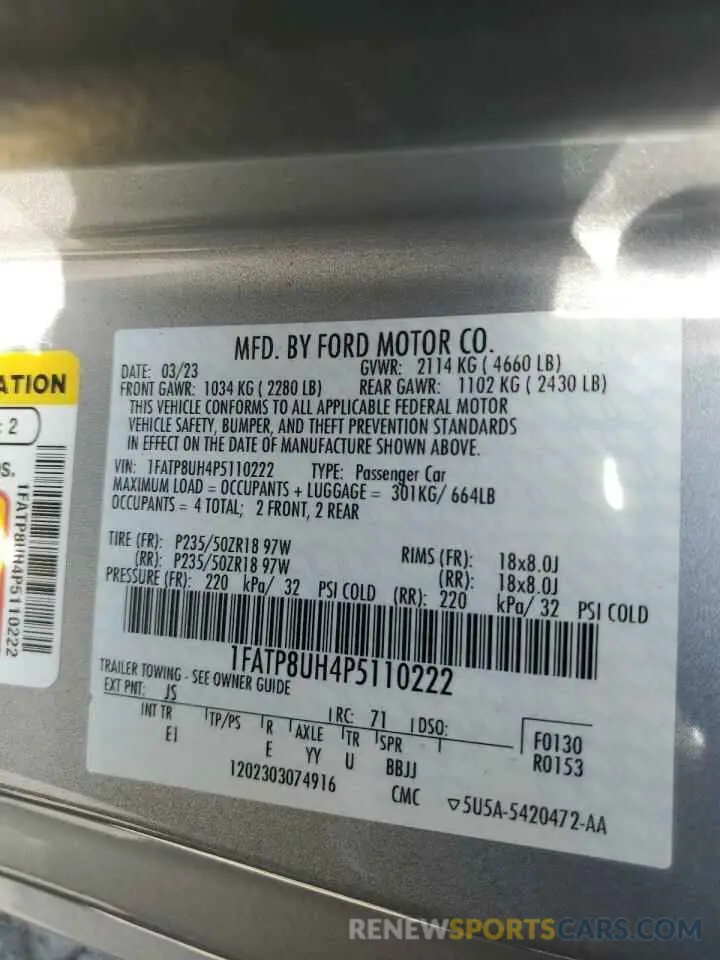 MFD. BY FORD MOTOR CO.
DATE: 03/23 GVWR: 2114 KG ( 4660 LB)
FRONT GAWR: 1034 KG ( 2280 LB) REAR GAWR: 1102 KG ( 2430 LB)
THIS VEHICLE CONFORMS TO ALL APPLICABLE FEDERAL MOTOR
VEHICLE SAFETY, BUMPER, AND THEFT PREVENTION STANDARDS
IN EFFECT ON THE DATE OF MANUFACTURE SHOWN ABOVE.
VIN: 1FATP8UH4P5110222 TYPE: Passenger Car
MAXIMUM LOAD = OCCUPANTS + LUGGAGE = 301KG/ 664LB
OCCUPANTS = 4 TOTAL; 2 FRONT, 2 REAR
TIRE (FR): P235/50ZR18 97W RIMS (FR): 18x8.0J
(RR): P235/50ZR18 97W (RR): 18x8.0J
PRESSURE (FR): 220 kPa/ 32 PSI COLD (RR): 220 kPa/ 32 PSI COLD
1FATP8UH4P5110222
TRAILER TOWING - SEE OWNER GUIDE
EXT PNT: JS RC: 71 DSO:
INT TR TP/PS R AXLE TR SPR F0130
EI E YY U BBJJ R0153
1202303074916 CMC ▽5U5A-5420472-AA
ATION
: 2
S.
1FATP8UH4P5110222
RENEWSPORTSCARS.COM